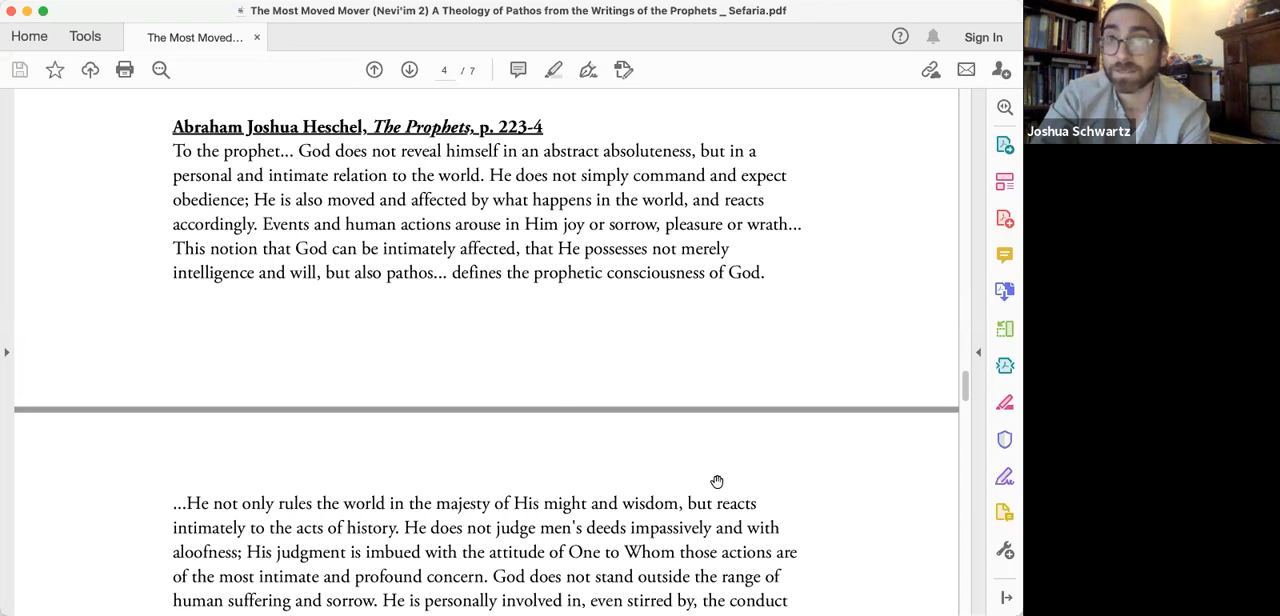 The Most Moved Mover (Nevi'im 2) A Theology of Pathos from the Writings of the Prophets _ Sefaria.pdf
Home Tools The Most Moved... × Sign In
4 / 7
Abraham Joshua Heschel, The Prophets, p. 223-4
To the prophet... God does not reveal himself in an abstract absoluteness, but in a
personal and intimate relation to the world. He does not simply command and expect
obedience; He is also moved and affected by what happens in the world, and reacts
accordingly. Events and human actions arouse in Him joy or sorrow, pleasure or wrath...
This notion that God can be intimately affected, that He possesses not merely
intelligence and will, but also pathos... defines the prophetic consciousness of God.
...He not only rules the world in the majesty of His might and wisdom, but reacts
intimately to the acts of history. He does not judge men's deeds impassively and with
aloofness; His judgment is imbued with the attitude of One to Whom those actions are
of the most intimate and profound concern. God does not stand outside the range of
human suffering and sorrow. He is personally involved in, even stirred by, the conduct
Joshua Schwartz